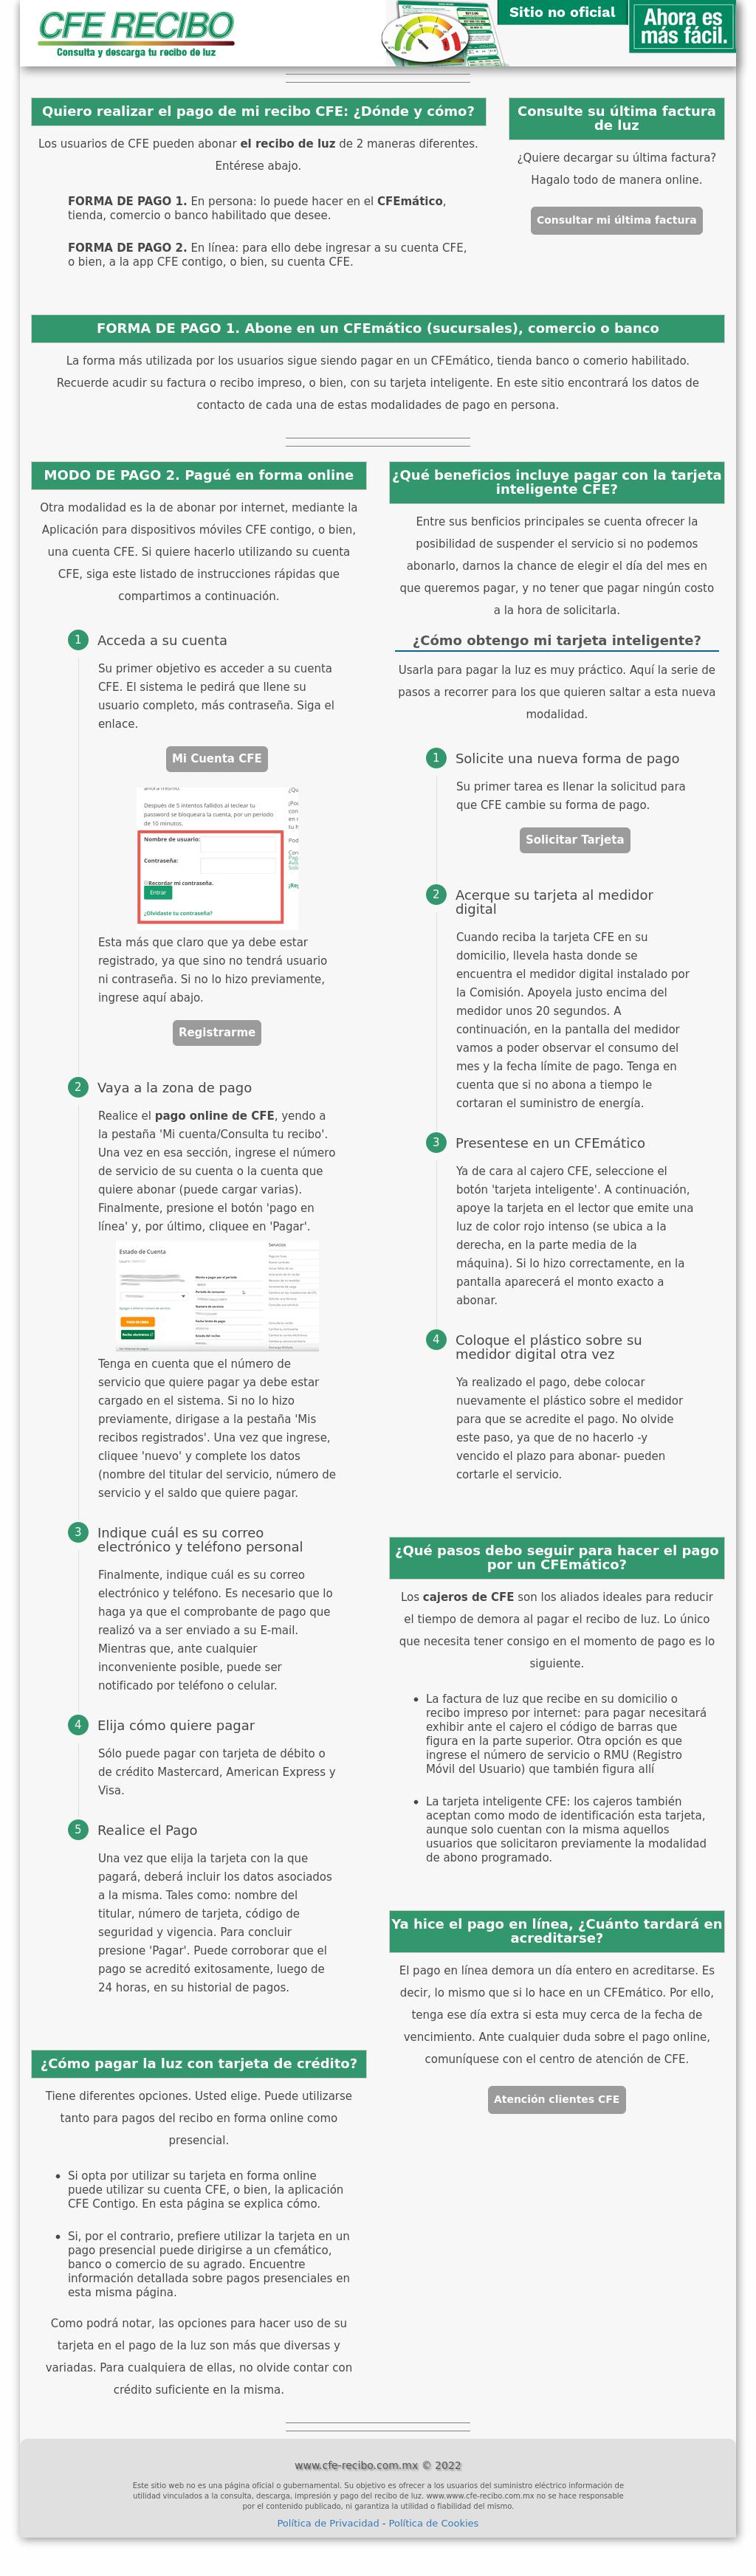 CFE RECIBO
Consulta y descarga tu recibo de luz
Sitio no oficial
Ahora es
más fácil.
Quiero realizar el pago de mi recibo CFE: ¿Dónde y cómo?
Los usuarios de CFE pueden abonar el recibo de luz de 2 maneras diferentes.
Entérese abajo.
FORMA DE PAGO 1. En persona: lo puede hacer en el CFEmático,
tienda, comercio o banco habilitado que desee.
FORMA DE PAGO 2. En línea: para ello debe ingresar a su cuenta CFE,
o bien, a la app CFE contigo, o bien, su cuenta CFE.
Consulte su última factura
de luz
¿Quiere decargar su última factura?
Hagalo todo de manera online.
Consultar mi última factura
FORMA DE PAGO 1. Abone en un CFEmático (sucursales), comercio o banco
La forma más utilizada por los usuarios sigue siendo pagar en un CFEmático, tienda banco o comerio habilitado.
Recuerde acudir su factura o recibo impreso, o bien, con su tarjeta inteligente. En este sitio encontrará los datos de
contacto de cada una de estas modalidades de pago en persona.
MODO DE PAGO 2. Pagué en forma online
Otra modalidad es la de abonar por internet, mediante la
Aplicación para dispositivos móviles CFE contigo, o bien,
una cuenta CFE. Si quiere hacerlo utilizando su cuenta
CFE, siga este listado de instrucciones rápidas que
compartimos a continuación.
1 Acceda a su cuenta
Su primer objetivo es acceder a su cuenta
CFE. El sistema le pedirá que llene su
usuario completo, más contraseña. Siga el
enlace.
Mi Cuenta CFE
Después de 5 intentos fallidos al teclear tu
password se bloqueara la cuenta, por un periodo
de 10 minutos.
Nombre de usuario:
Contraseña:
Recordar mi contraseña.
Entrar
¿Olvidaste tu contraseña?
Esta más que claro que ya debe estar
registrado, ya que sino no tendrá usuario
ni contraseña. Si no lo hizo previamente,
ingrese aquí abajo.
Registrarme
2 Vaya a la zona de pago
Realice el pago online de CFE, yendo a
la pestaña 'Mi cuenta/Consulta tu recibo'.
Una vez en esa sección, ingrese el número
de servicio de su cuenta o la cuenta que
quiere abonar (puede cargar varias).
Finalmente, presione el botón 'pago en
línea' y, por último, cliquee en 'Pagar'.
Estado de Cuenta
Servicios
Tenga en cuenta que el número de
servicio que quiere pagar ya debe estar
cargado en el sistema. Si no lo hizo
previamente, dirigase a la pestaña 'Mis
recibos registrados'. Una vez que ingrese,
cliquee 'nuevo' y complete los datos
(nombre del titular del servicio, número de
servicio y el saldo que quiere pagar.
3 Indique cuál es su correo
electrónico y teléfono personal
Finalmente, indique cuál es su correo
electrónico y teléfono. Es necesario que lo
haga ya que el comprobante de pago que
realizó va a ser enviado a su E-mail.
Mientras que, ante cualquier
inconveniente posible, puede ser
notificado por teléfono o celular.
4 Elija cómo quiere pagar
Sólo puede pagar con tarjeta de débito o
de crédito Mastercard, American Express y
Visa.
5 Realice el Pago
Una vez que elija la tarjeta con la que
pagará, deberá incluir los datos asociados
a la misma. Tales como: nombre del
titular, número de tarjeta, código de
seguridad y vigencia. Para concluir
presione 'Pagar'. Puede corroborar que el
pago se acreditó exitosamente, luego de
24 horas, en su historial de pagos.
¿Cómo pagar la luz con tarjeta de crédito?
Tiene diferentes opciones. Usted elige. Puede utilizarse
tanto para pagos del recibo en forma online como
presencial.
• Si opta por utilizar su tarjeta en forma online
puede utilizar su cuenta CFE, o bien, la aplicación
CFE Contigo. En esta página se explica cómo.
• Si, por el contrario, prefiere utilizar la tarjeta en un
pago presencial puede dirigirse a un cfemático,
banco o comercio de su agrado. Encuentre
información detallada sobre pagos presenciales en
esta misma página.
Como podrá notar, las opciones para hacer uso de su
tarjeta en el pago de la luz son más que diversas y
variadas. Para cualquiera de ellas, no olvide contar con
crédito suficiente en la misma.
¿Qué beneficios incluye pagar con la tarjeta
inteligente CFE?
Entre sus benficios principales se cuenta ofrecer la
posibilidad de suspender el servicio si no podemos
abonarlo, darnos la chance de elegir el día del mes en
que queremos pagar, y no tener que pagar ningún costo
a la hora de solicitarla.
¿Cómo obtengo mi tarjeta inteligente?
Usarla para pagar la luz es muy práctico. Aquí la serie de
pasos a recorrer para los que quieren saltar a esta nueva
modalidad.
1 Solicite una nueva forma de pago
Su primer tarea es llenar la solicitud para
que CFE cambie su forma de pago.
Solicitar Tarjeta
2 Acerque su tarjeta al medidor
digital
Cuando reciba la tarjeta CFE en su
domicilio, llevela hasta donde se
encuentra el medidor digital instalado por
la Comisión. Apoyela justo encima del
medidor unos 20 segundos. A
continuación, en la pantalla del medidor
vamos a poder observar el consumo del
mes y la fecha límite de pago. Tenga en
cuenta que si no abona a tiempo le
cortaran el suministro de energía.
3 Presentese en un CFEmático
Ya de cara al cajero CFE, seleccione el
botón 'tarjeta inteligente'. A continuación,
apoye la tarjeta en el lector que emite una
luz de color rojo intenso (se ubica a la
derecha, en la parte media de la
máquina). Si lo hizo correctamente, en la
pantalla aparecerá el monto exacto a
abonar.
4 Coloque el plástico sobre su
medidor digital otra vez
Ya realizado el pago, debe colocar
nuevamente el plástico sobre el medidor
para que se acredite el pago. No olvide
este paso, ya que de no hacerlo -y
vencido el plazo para abonar- pueden
cortarle el servicio.
¿Qué pasos debo seguir para hacer el pago
por un CFEmático?
Los cajeros de CFE son los aliados ideales para reducir
el tiempo de demora al pagar el recibo de luz. Lo único
que necesita tener consigo en el momento de pago es lo
siguiente.
• La factura de luz que recibe en su domicilio o
recibo impreso por internet: para pagar necesitará
exhibir ante el cajero el código de barras que
figura en la parte superior. Otra opción es que
ingrese el número de servicio o RMU (Registro
Móvil del Usuario) que también figura allí
• La tarjeta inteligente CFE: los cajeros también
aceptan como modo de identificación esta tarjeta,
aunque solo cuentan con la misma aquellos
usuarios que solicitaron previamente la modalidad
de abono programado.
Ya hice el pago en línea, ¿Cuánto tardará en
acreditarse?
El pago en línea demora un día entero en acreditarse. Es
decir, lo mismo que si lo hace en un CFEmático. Por ello,
tenga ese día extra si esta muy cerca de la fecha de
vencimiento. Ante cualquier duda sobre el pago online,
comuníquese con el centro de atención de CFE.
Atención clientes CFE
www.cfe-recibo.com.mx © 2022
Este sitio web no es una página oficial o gubernamental. Su objetivo es ofrecer a los usuarios del suministro eléctrico información de
utilidad vinculados a la consulta, descarga, impresión y pago del recibo de luz. www.www.cfe-recibo.com.mx no se hace responsable
por el contenido publicado, ni garantiza la utilidad o fiabilidad del mismo.
Política de Privacidad - Política de Cookies